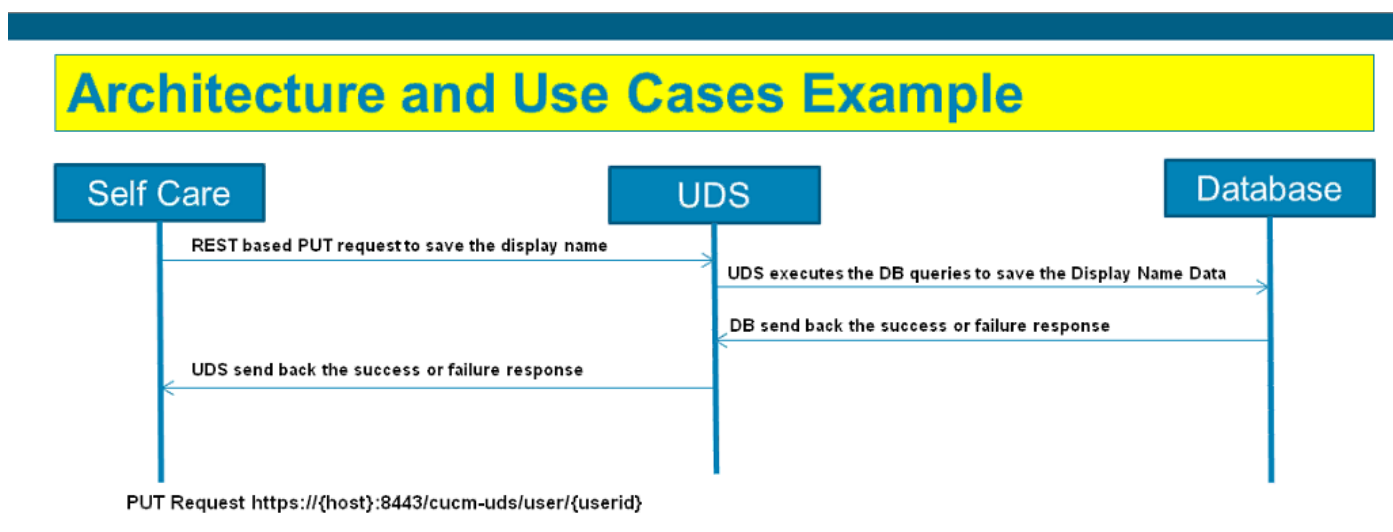 Architecture and Use Cases Example
Self Care
UDS
Database
REST based PUT request to save the display name
UDS executes the DB queries to save the Display Name Data
DB send back the success or failure response
UDS send back the success or failure response
PUT Request https://{host}:8443/cucm-uds/user/{userid}